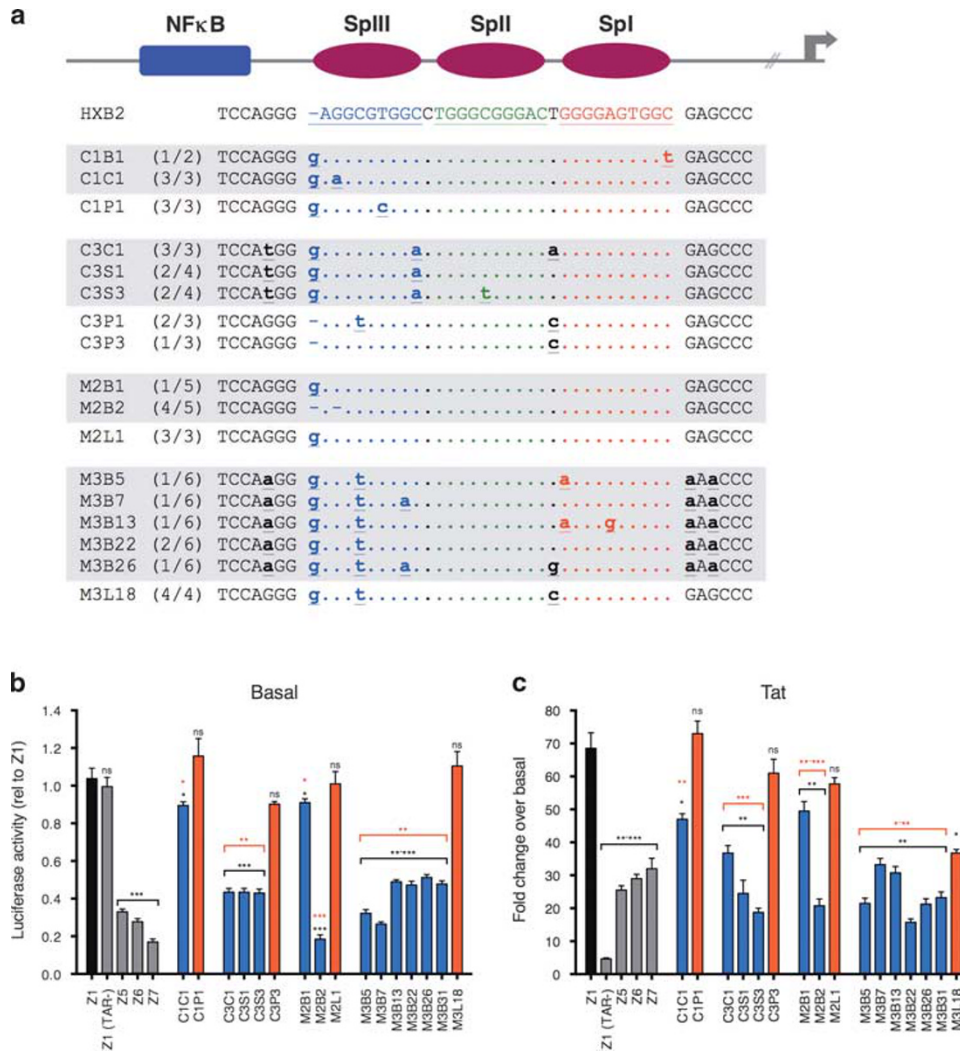 a
NFκB SpIII SpII SpI
HXB2 TCCAGGG -AGGCGTGGCCTGGGCGGGACTGGGGAGTGGC GAGCCC
C1B1 (1/2) TCCAGGG g..............................t GAGCCC
C1C1 (3/3) TCCAGGG g.a............................. GAGCCC
C1P1 (3/3) TCCAGGG g.....c......................... GAGCCC
C3C1 (3/3) TCCAtGG g........a...........a.......... GAGCCC
C3S1 (2/4) TCCAtGG g........a...................... GAGCCC
C3S3 (2/4) TCCAtGG g........a.....t................ GAGCCC
C3P1 (2/3) TCCAGGG -...t................c.......... GAGCCC
C3P3 (1/3) TCCAGGG -....................c.......... GAGCCC
M2B1 (1/5) TCCAGGG g............................... GAGCCC
M2B2 (4/5) TCCAGGG -.-............................. GAGCCC
M2L1 (3/3) TCCAGGG g............................... GAGCCC
M3B5 (1/6) TCCAaGG g...t.................a......... aAaCCC
M3B7 (1/6) TCCAaGG g...t...a....................... aAaCCC
M3B13 (1/6) TCCAaGG g...t.................a...g..... aAaCCC
M3B22 (2/6) TCCAaGG g...t........................... aAaCCC
M3B26 (1/6) TCCAaGG g...t...a............g.......... aAaCCC
M3L18 (4/4) TCCAGGG g...t................c.......... GAGCCC
b
Basal
Luciferase activity (rel to Z1)
1.4
1.2
1.0
0.8
0.6
0.4
0.2
0.0
ns
***
*
*
ns
**
***
ns
*
*
***
***
ns
**
**-***
ns
Z1
Z1 (TAR-)
Z5
Z6
Z7
C1C1
C1P1
C3C1
C3S1
C3S3
C3P3
M2B1
M2B2
M2L1
M3B5
M3B7
M3B13
M3B22
M3B26
M3B31
M3L18
c
Tat
Fold change over basal
80
70
60
50
40
30
20
10
0
**-***
**
*
ns
***
**
ns
**-***
**
ns
*-**
**
*
Z1
Z1 (TAR-)
Z5
Z6
Z7
C1C1
C1P1
C3C1
C3S1
C3S3
C3P3
M2B1
M2B2
M2L1
M3B5
M3B7
M3B13
M3B22
M3B26
M3B31
M3L18